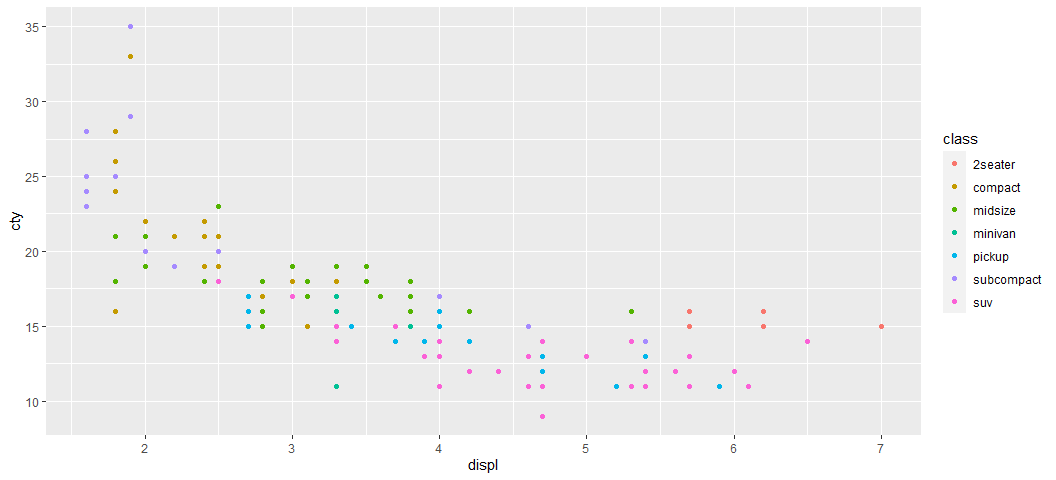 35
30
25
20
15
10
cty
2
3
4
5
6
7
displ
class
2seater
compact
midsize
minivan
pickup
subcompact
suv